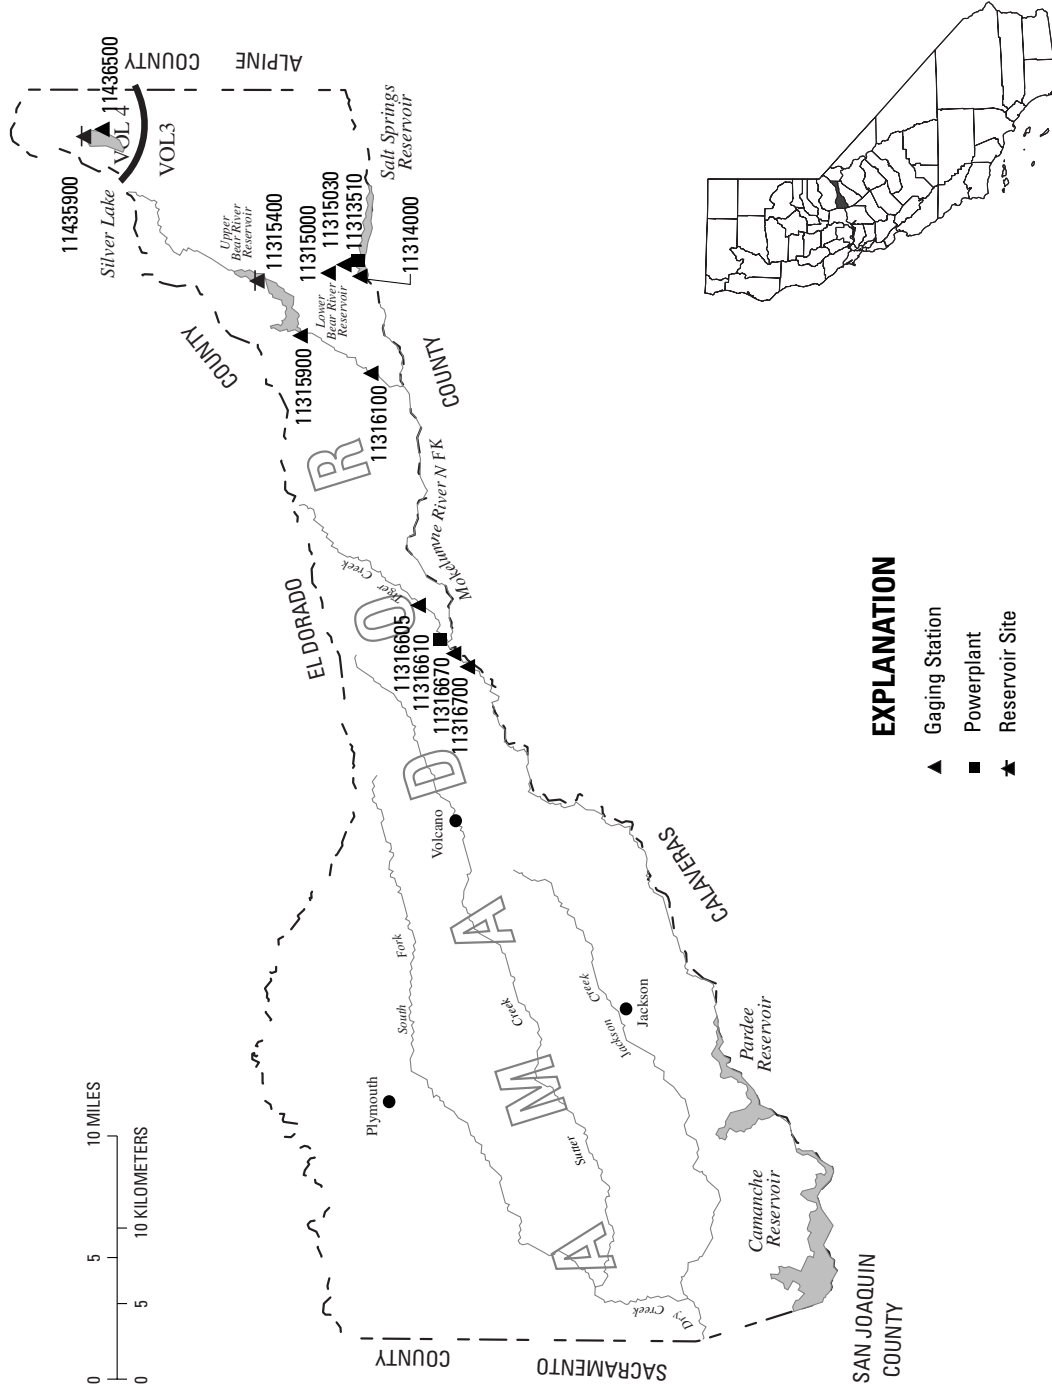 ALPINE COUNTY
11436500
VOL 4
VOL3
11435900
Silver Lake
Upper
Bear River
Reservoir
11315400
11315000
11315030
11313510
Salt Springs
Reservoir
11314000
Lower
Bear River
Reservoir
11315900
11316100
COUNTY
COUNTY
EL DORADO
Mokelumne River N FK
Tiger
Creek
11316605
11316610
11316670
11316700
AMADOR
Volcano
CALAVERAS
South Fork
Sutter Creek
Jackson Creek
Jackson
Plymouth
Pardee
Reservoir
Camanche
Reservoir
Dry
Creek
SACRAMENTO
COUNTY
SAN JOAQUIN
COUNTY
0 5 10 MILES
0 5 10 KILOMETERS
EXPLANATION
Gaging Station
Powerplant
Reservoir Site